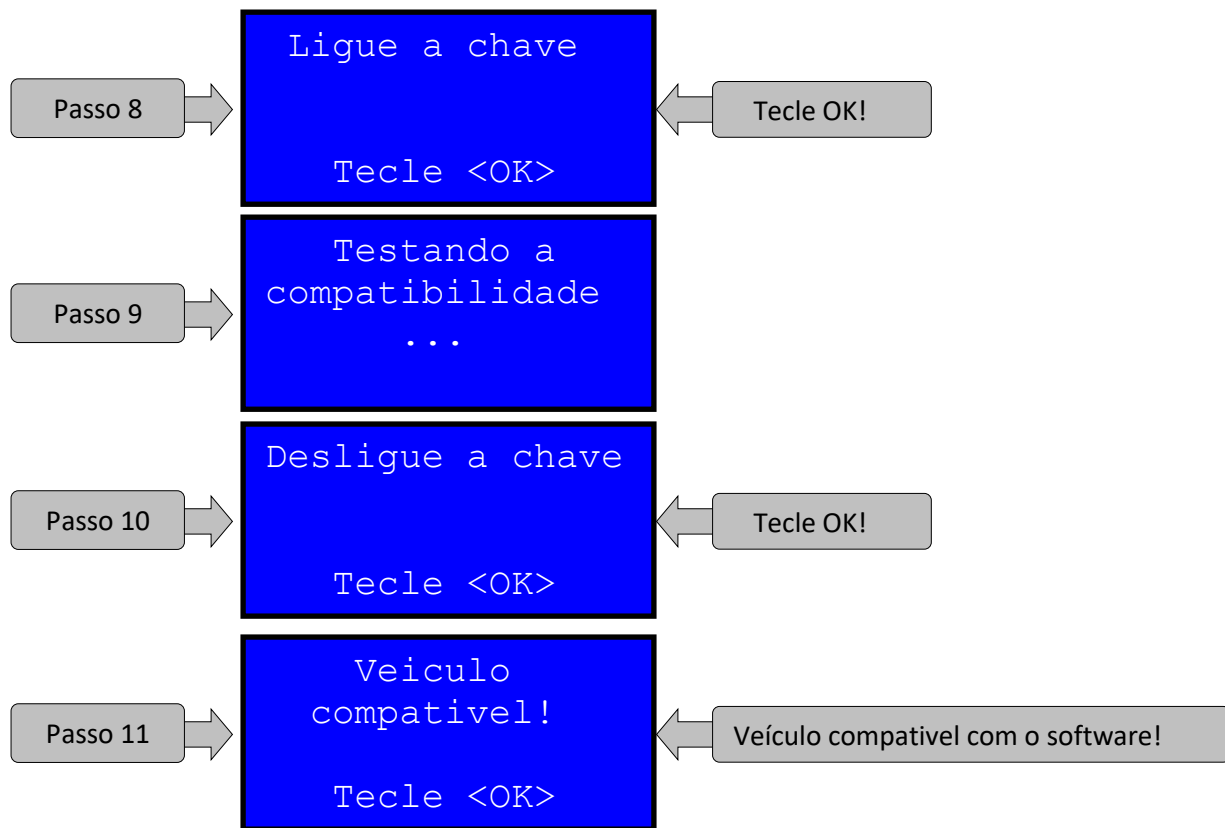 Ligue a chave
Passo 8
Tecle OK!
Tecle <OK>
Testando a
compatibilidade
Passo 9
...
Desligue a chave
Passo 10
Tecle OK!
Tecle <OK>
Veiculo
compativel!
Passo 11
Veículo compativel com o software!
Tecle <OK>